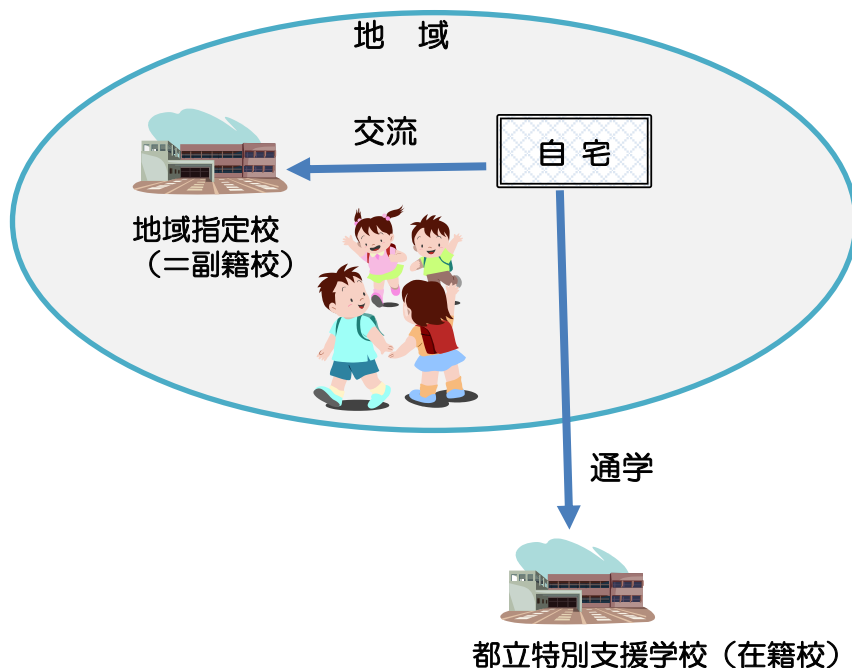 地　域
交流
自 宅
地域指定校
（＝副籍校）
通学
都立特別支援学校（在籍校）